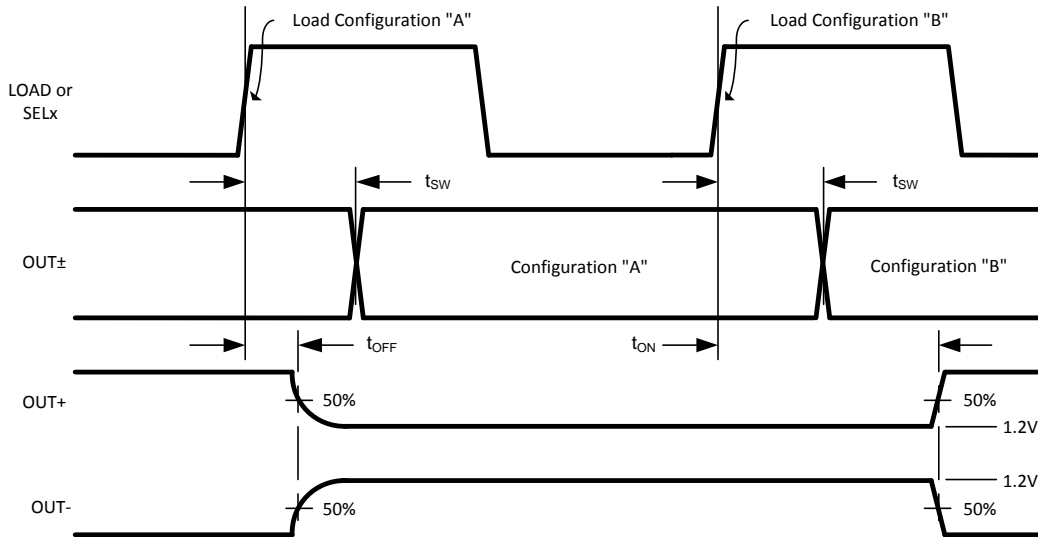 Load Configuration "A"
Load Configuration "B"
LOAD or
SELx
tSW
tSW
OUT±
Configuration "A"
Configuration "B"
tOFF
tON
OUT+
50%
50%
1.2V
1.2V
OUT-
50%
50%